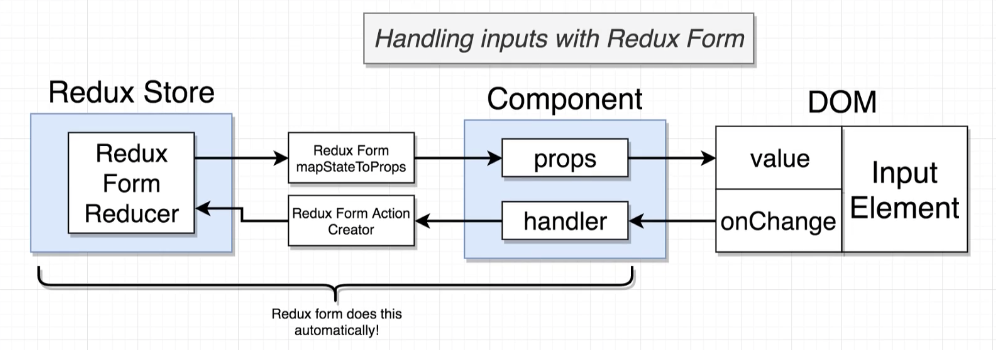 Handling inputs with Redux Form
Redux Store
Component
DOM
Redux
Form
Reducer
Redux Form
mapStateToProps
props
value
Input
Element
Redux Form Action
Creator
handler
onChange
Redux form does this
automatically!